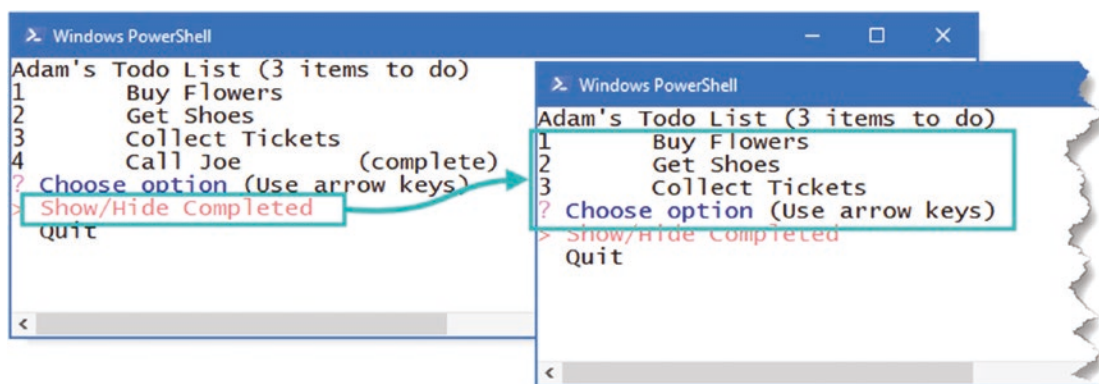 Windows PowerShell
Adam's Todo List (3 items to do)
1 Buy Flowers
2 Get Shoes
3 Collect Tickets
4 Call Joe (complete)
? Choose option (Use arrow keys)
> Show/Hide Completed
Quit
Windows PowerShell
Adam's Todo List (3 items to do)
1 Buy Flowers
2 Get Shoes
3 Collect Tickets
? Choose option (Use arrow keys)
> Show/Hide Completed
Quit